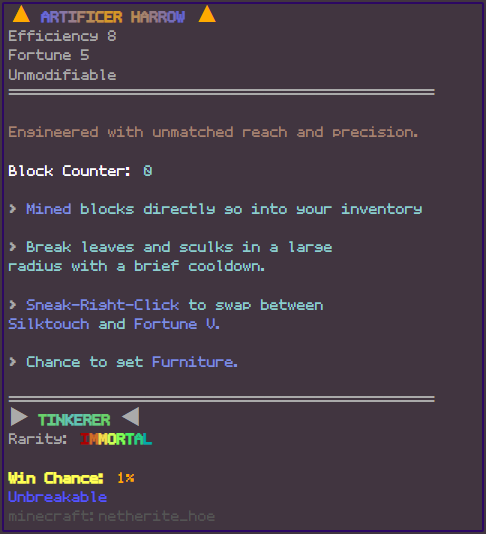 ARTIFICER HARROW
Efficiency 8
Fortune 5
Unmodifiable
Engineered with unmatched reach and precision.
Block Counter: 0
> Mined blocks directly go into your inventory
> Break leaves and sculks in a large
radius with a brief cooldown.
> Sneak-Right-Click to swap between
Silktouch and Fortune V.
> Chance to get Furniture.
TINKERER
Rarity: IMMORTAL
Win Chance: 1%
Unbreakable
minecraft:netherite_hoe